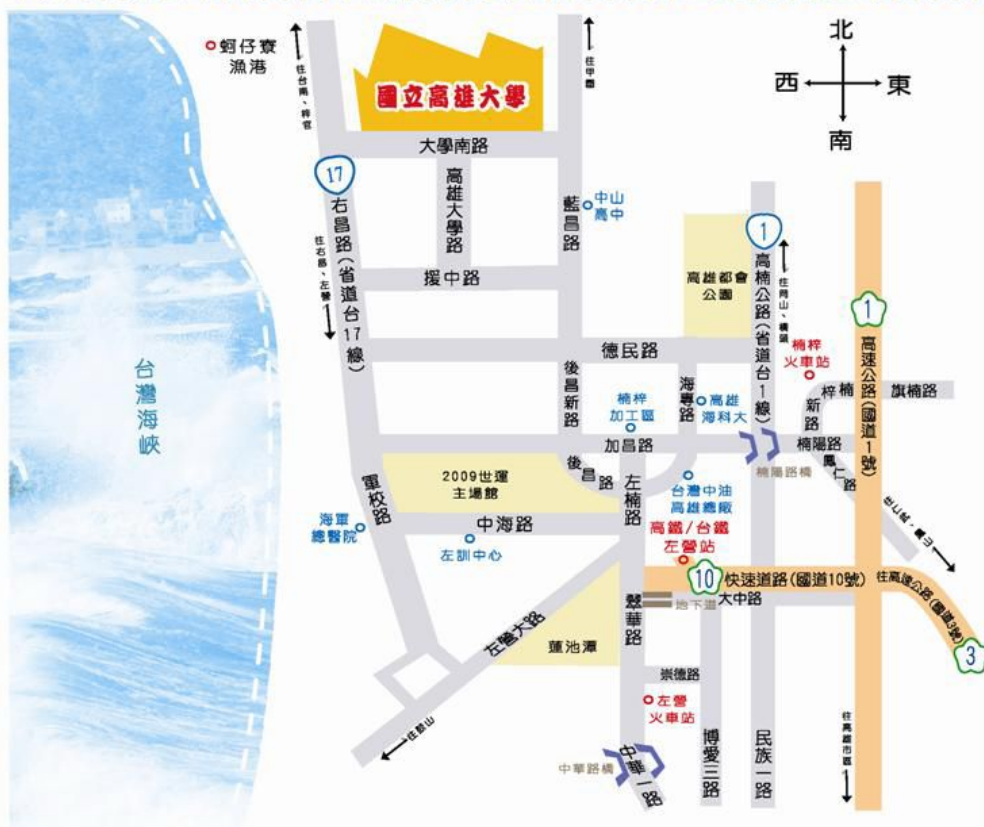 北
西
東
南
蚵仔寮
漁港
往台南、梓官
國立高雄大學
往甲圍
大學南路
17
右昌路(省道台17線)
往右昌、左營
高雄大學路
藍昌路
中山
高中
援中路
高雄都會
公園
1
高楠公路(省道台1線)
往岡山、橋頭
1
高速公路(國道1號)
台灣海峽
德民路
楠梓
火車站
後昌新路
楠梓
加工區
海專路
高雄
海科大
梓楠
新路
旗楠路
加昌路
楠陽路
楠陽路橋
鳳仁路
往仁武,鳳山
2009世運
主場館
後昌路
左楠路
台灣中油
高雄總廠
軍校路
海軍
總醫院
中海路
左訓中心
高鐵/台鐵
左營站
10
快速道路(國道10號)
往高速公路(國道3號)
3
大中路
地下道
翠華路
左營大路
蓮池潭
崇德路
左營
火車站
往鼓山
中華路橋
中華一路
博愛三路
民族一路
往高雄市區